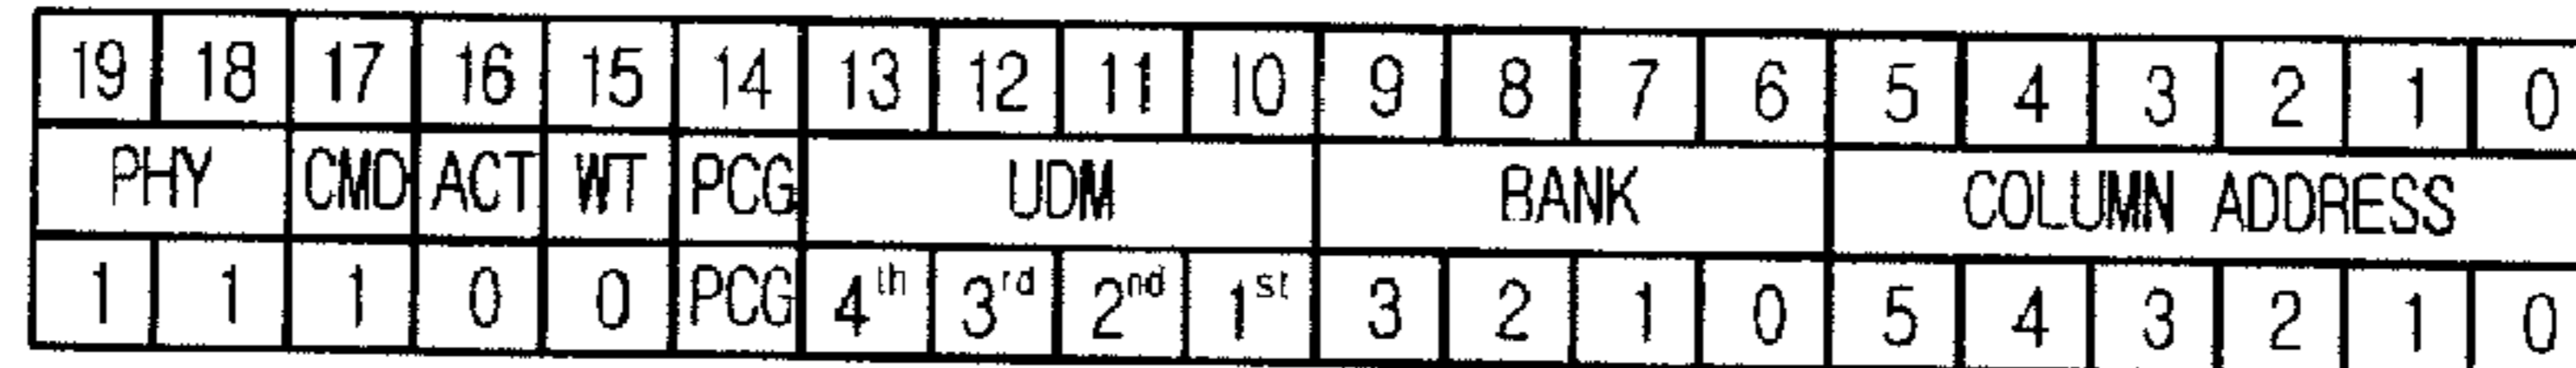 19 18 17 16 15 14 13 12 11 10 9 8 7 6 5 4 3 2 1 0
PHY CMD ACT WT PCG UDM BANK COLUMN ADDRESS
1 1 1 0 0 PCG 4th 3rd 2nd 1st 3 2 1 0 5 4 3 2 1 0